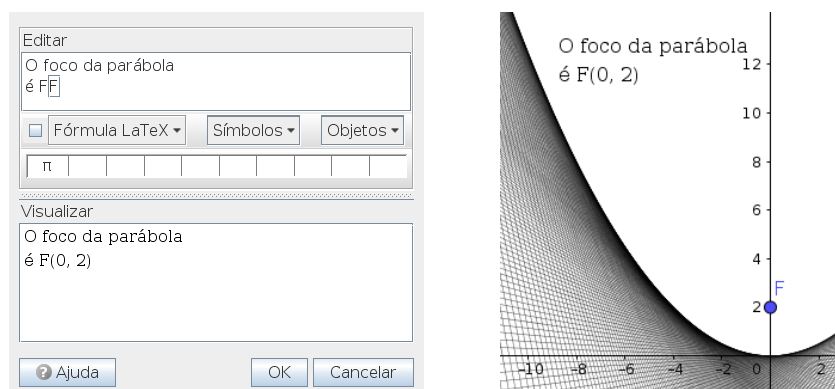 Editar
O foco da parábola
é FF
Fórmula LaTeX Símbolos Objetos
π
Visualizar
O foco da parábola
é F(0, 2)
Ajuda OK Cancelar
O foco da parábola
é F(0, 2)
12
10
8
6
4
F
2
-10 -8 -6 -4 -2 0 2